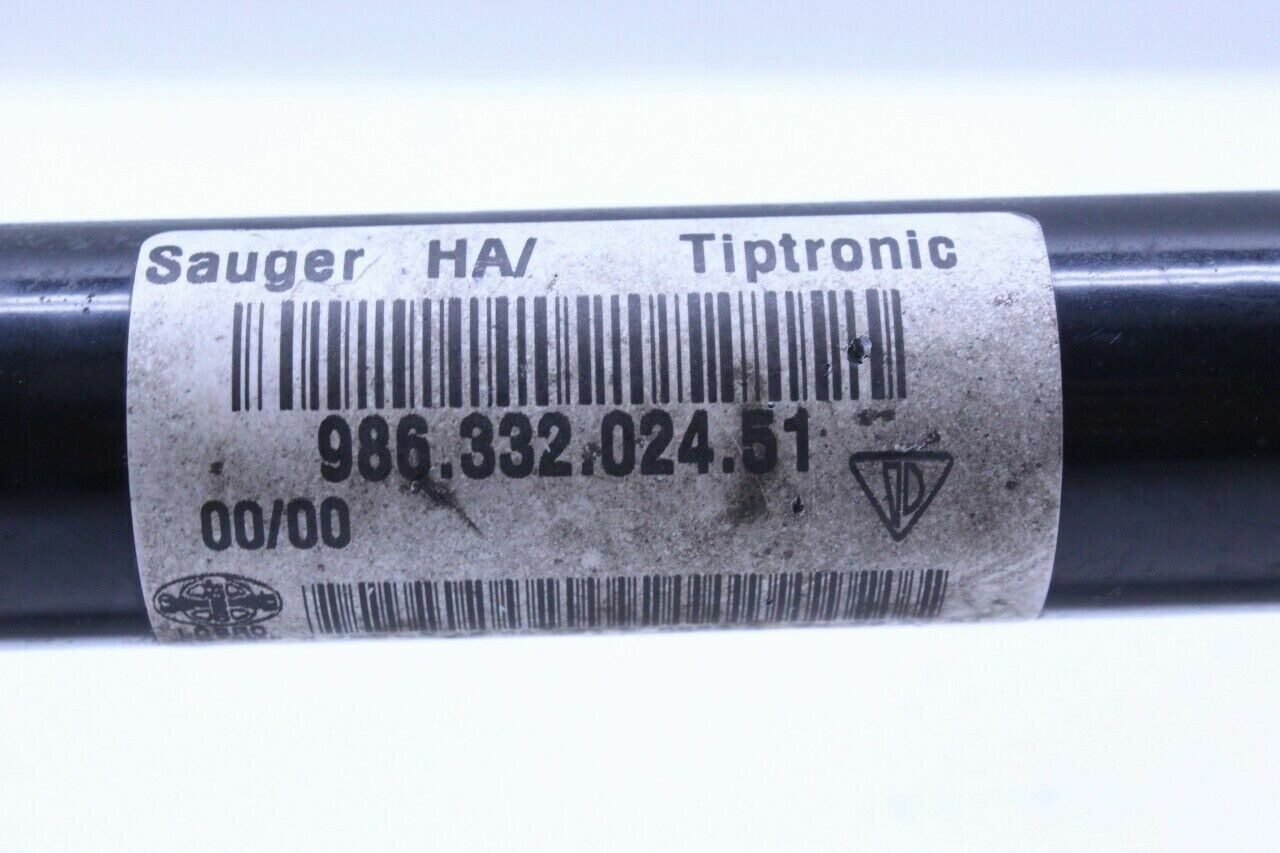 Sauger HA/ Tiptronic
986.332.024.51
00/00